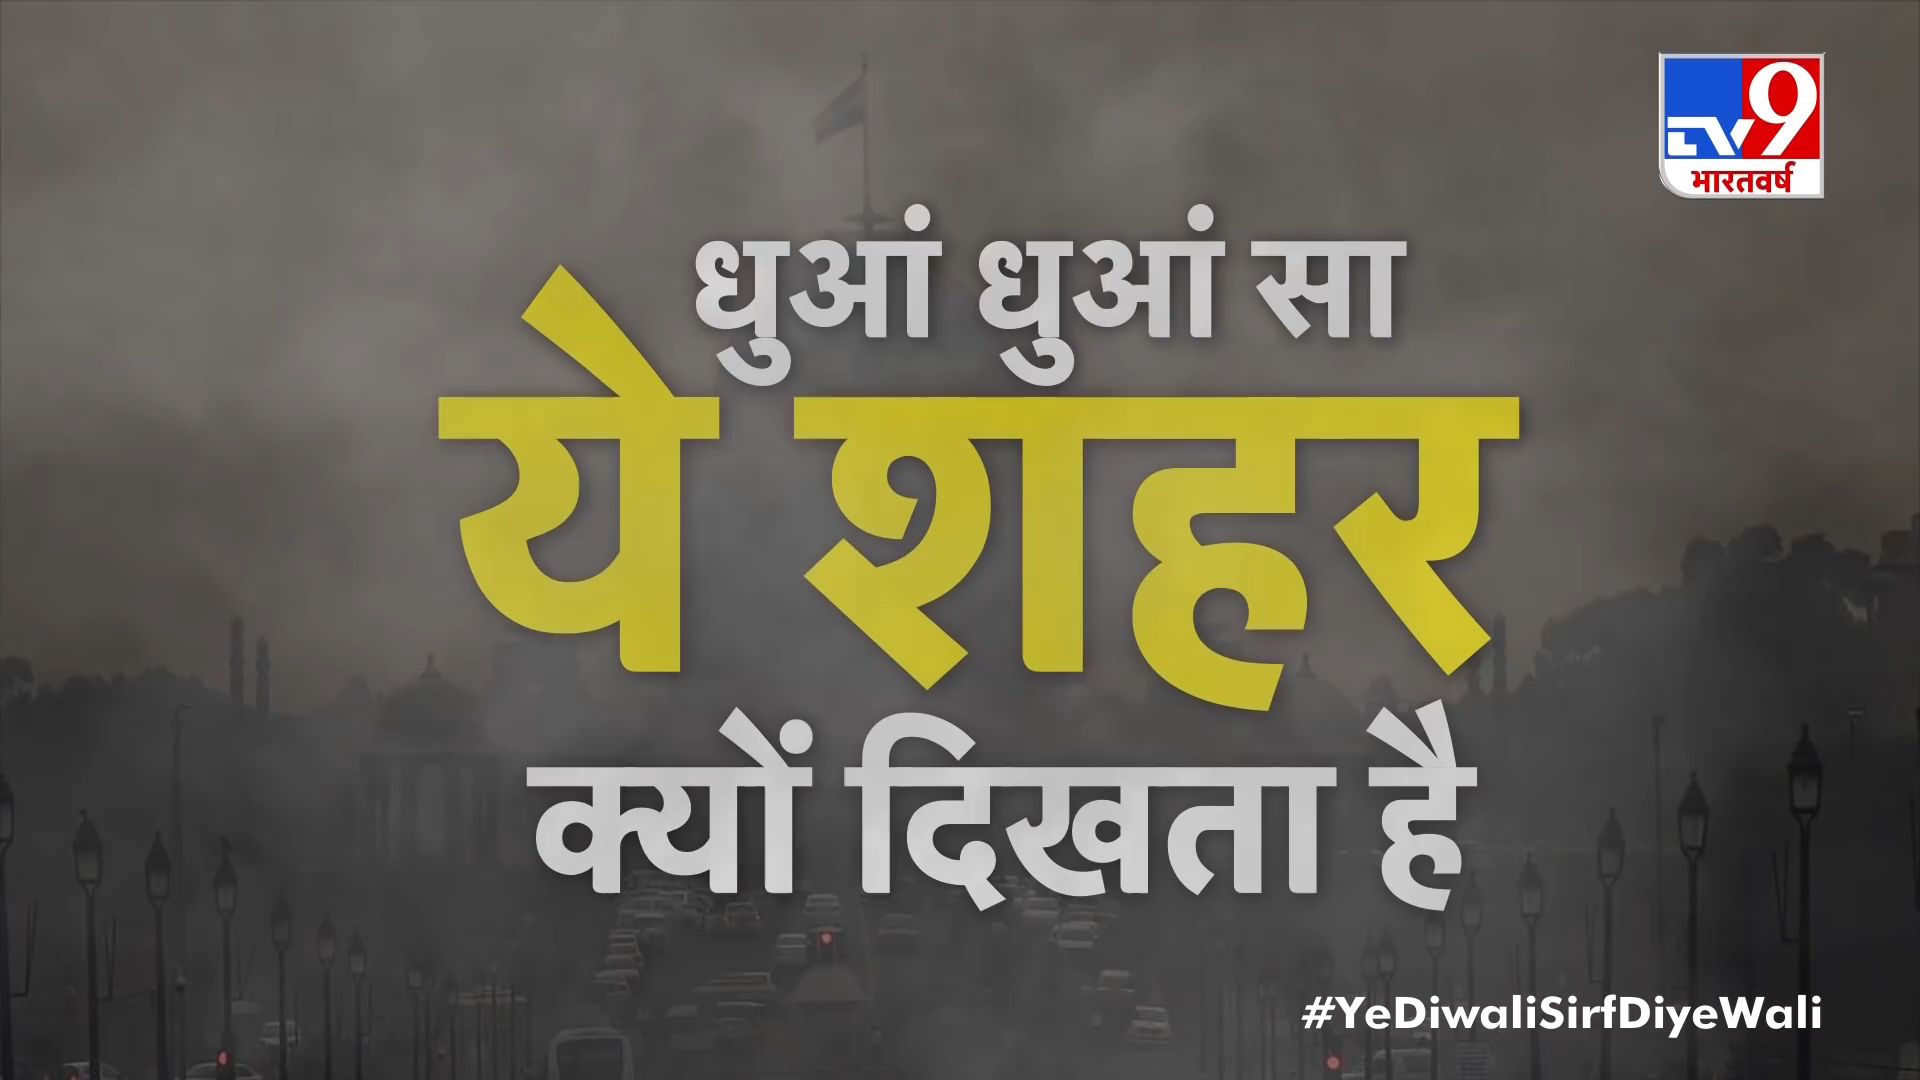 TV9
भारतवर्ष
धुआं धुआं सा
ये शहर
क्यों दिखता है
#YeDiwaliSirfDiyeWali